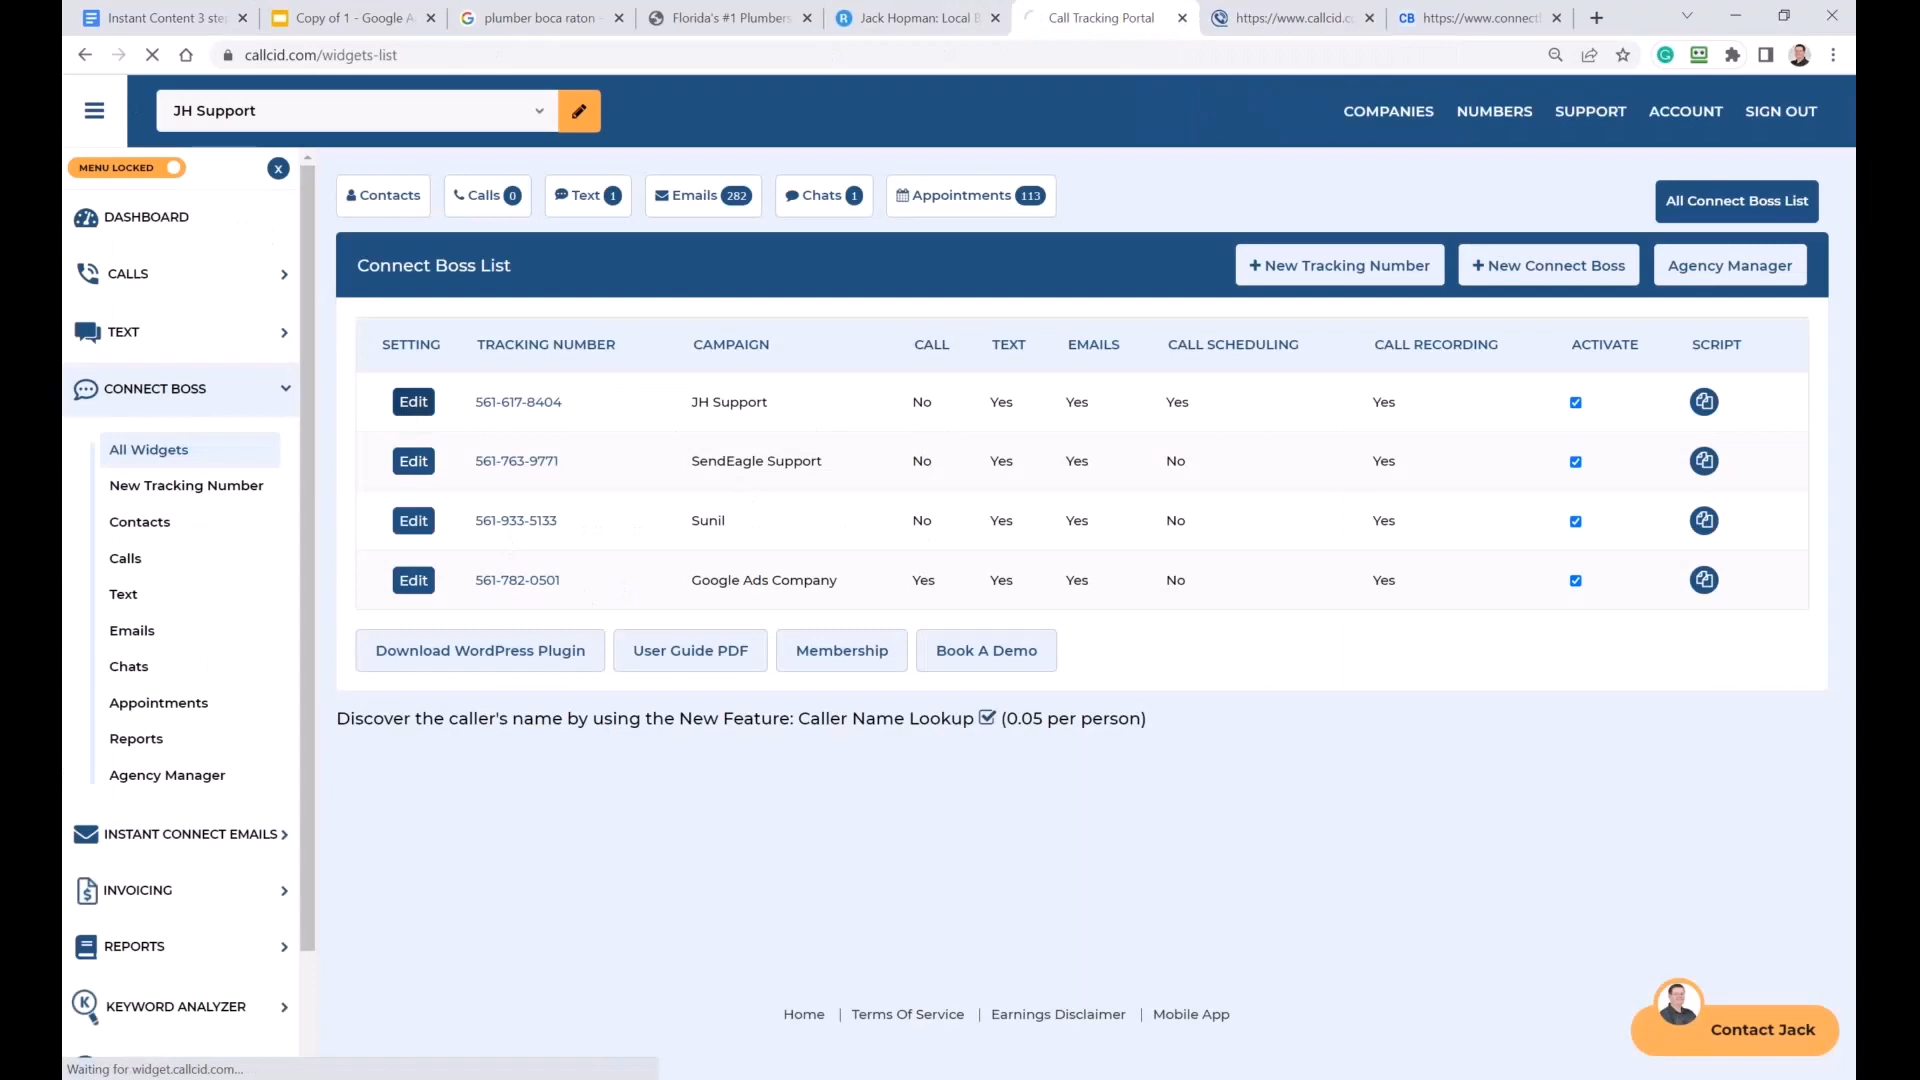 Instant Content 3 ste
Copy of 1 - Google A
plumber boca raton -
Florida's #1 Plumbers
Jack Hopman: Local B
Call Tracking Portal
https://www.callcid.c
CB https://www.connectb
callcid.com/widgets-list
JH Support
COMPANIES NUMBERS SUPPORT ACCOUNT SIGN OUT
MENU LOCKED
X
DASHBOARD
CALLS
TEXT
CONNECT BOSS
All Widgets
New Tracking Number
Contacts
Calls
Text
Emails
Chats
Appointments
Reports
Agency Manager
INSTANT CONNECT EMAILS
INVOICING
REPORTS
KEYWORD ANALYZER
Contacts Calls 0 Text 1 Emails 282 Chats 1 Appointments 113
All Connect Boss List
Connect Boss List
+ New Tracking Number + New Connect Boss Agency Manager
SETTING TRACKING NUMBER CAMPAIGN CALL TEXT EMAILS CALL SCHEDULING CALL RECORDING ACTIVATE SCRIPT
Edit 561-617-8404 JH Support No Yes Yes Yes Yes
Edit 561-763-9771 SendEagle Support No Yes Yes No Yes
Edit 561-933-5133 Sunil No Yes Yes No Yes
Edit 561-782-0501 Google Ads Company Yes Yes Yes No Yes
Download WordPress Plugin User Guide PDF Membership Book A Demo
Discover the caller's name by using the New Feature: Caller Name Lookup (0.05 per person)
Home | Terms Of Service | Earnings Disclaimer | Mobile App
Contact Jack
Waiting for widget.callcid.com...